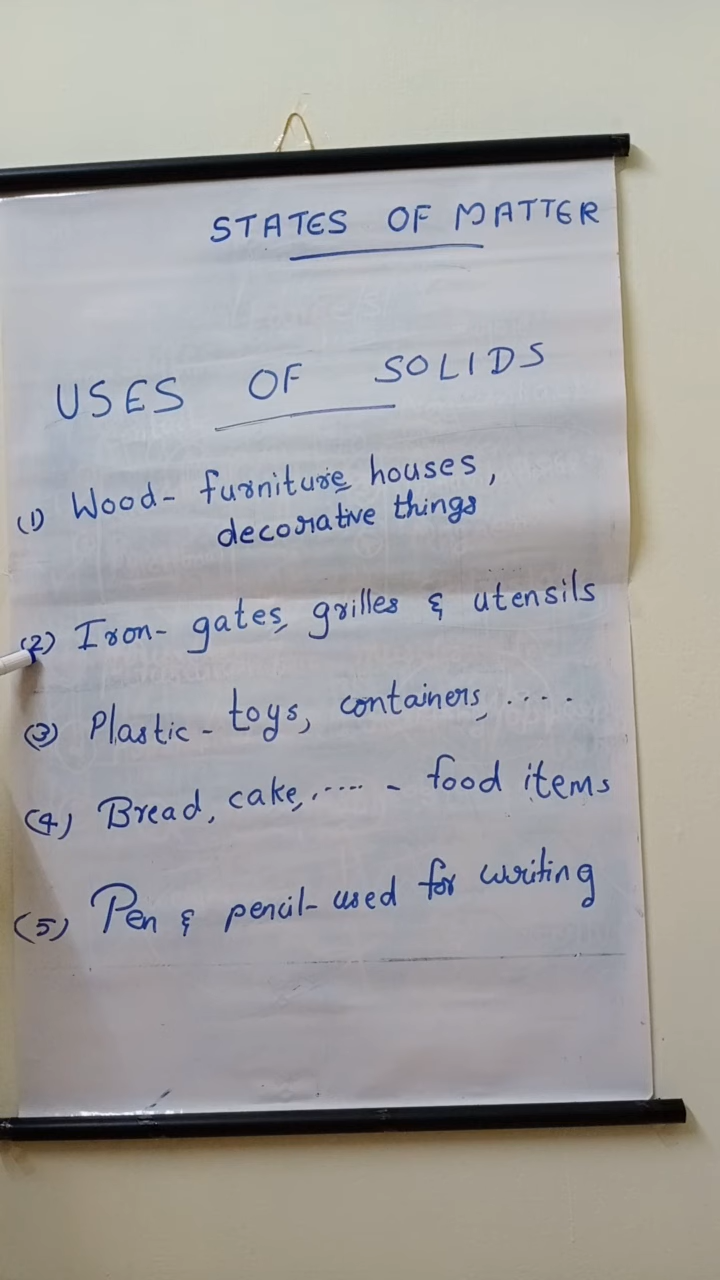 STATES OF MATTER
USES OF SOLIDS
(1) Wood- furniture, houses,
decorative things
(2) Iron- gates, grilles & utensils
(3) Plastic - toys, containers, ....
(4) Bread, cake, ..... - food items
(5) Pen & pencil- used for writing